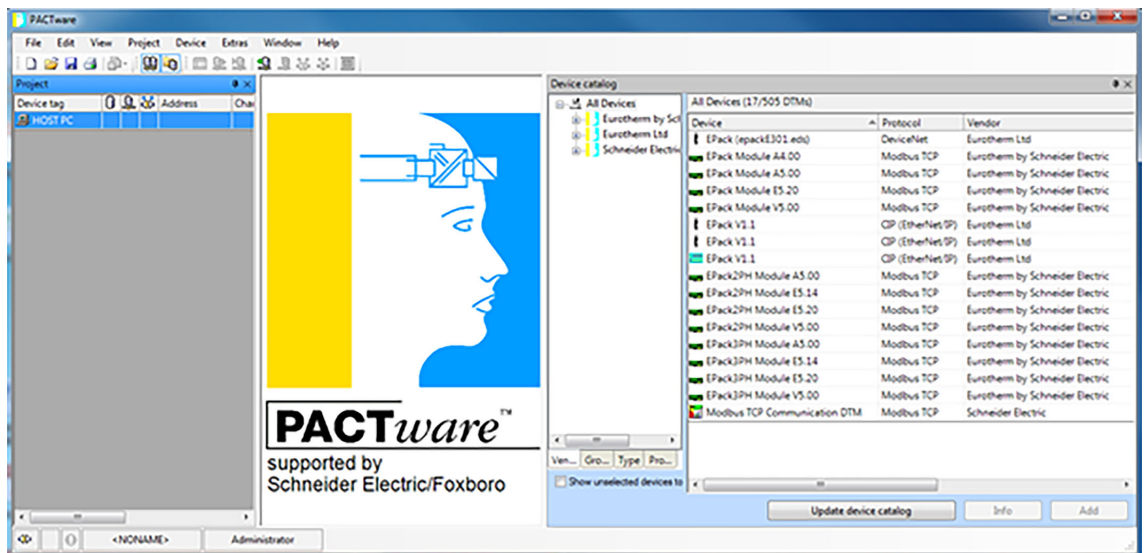 PACTware
File Edit View Project Device Extras Window Help
Project
Device tag Address Chan
HOST PC
PACTware™
supported by
Schneider Electric/Foxboro
Device catalog
All Devices
Eurotherm by Sch
Eurotherm Ltd
Schneider Electric
Ven... Gro... Type Pro...
Show unselected devices to
All Devices (17/505 DTMs)
Device Protocol Vendor
EPack (epackE301.eds) DeviceNet Eurotherm Ltd
EPack Module A4.00 Modbus TCP Eurotherm by Schneider Electric
EPack Module A5.00 Modbus TCP Eurotherm by Schneider Electric
EPack Module E5.20 Modbus TCP Eurotherm by Schneider Electric
EPack Module V5.00 Modbus TCP Eurotherm by Schneider Electric
EPack V1.1 CIP (EtherNet/IP) Eurotherm Ltd
EPack V1.1 CIP (EtherNet/IP) Eurotherm Ltd
EPack V1.1 CIP (EtherNet/IP) Eurotherm Ltd
EPack2PH Module A5.00 Modbus TCP Eurotherm by Schneider Electric
EPack2PH Module E5.14 Modbus TCP Eurotherm by Schneider Electric
EPack2PH Module E5.20 Modbus TCP Eurotherm by Schneider Electric
EPack2PH Module V5.00 Modbus TCP Eurotherm by Schneider Electric
EPack3PH Module A5.00 Modbus TCP Eurotherm by Schneider Electric
EPack3PH Module E5.14 Modbus TCP Eurotherm by Schneider Electric
EPack3PH Module E5.20 Modbus TCP Eurotherm by Schneider Electric
EPack3PH Module V5.00 Modbus TCP Eurotherm by Schneider Electric
Modbus TCP Communication DTM Modbus TCP Schneider Electric
Update device catalog Info Add
<NONAME> Administrator